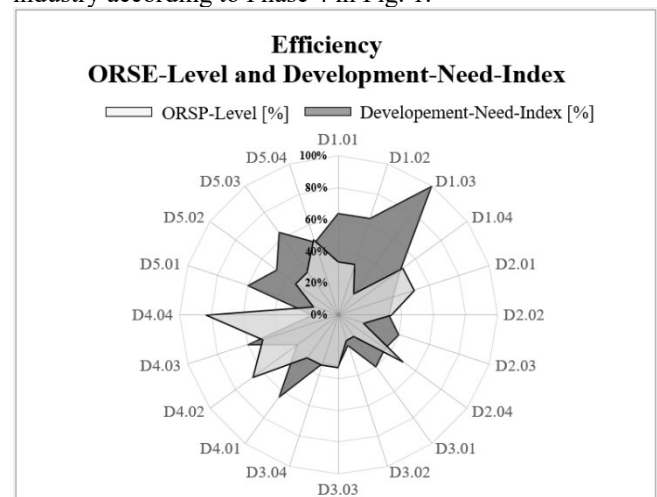 industry according to Phase 4 in Fig. 1.
Efficiency
ORSE-Level and Development-Need-Index
ORSP-Level [%] Developement-Need-Index [%]
D1.01
D1.02
D1.03
D1.04
D2.01
D2.02
D2.03
D2.04
D3.01
D3.02
D3.03
D3.04
D4.01
D4.02
D4.03
D4.04
D5.01
D5.02
D5.03
D5.04
100%
80%
60%
40%
20%
0%